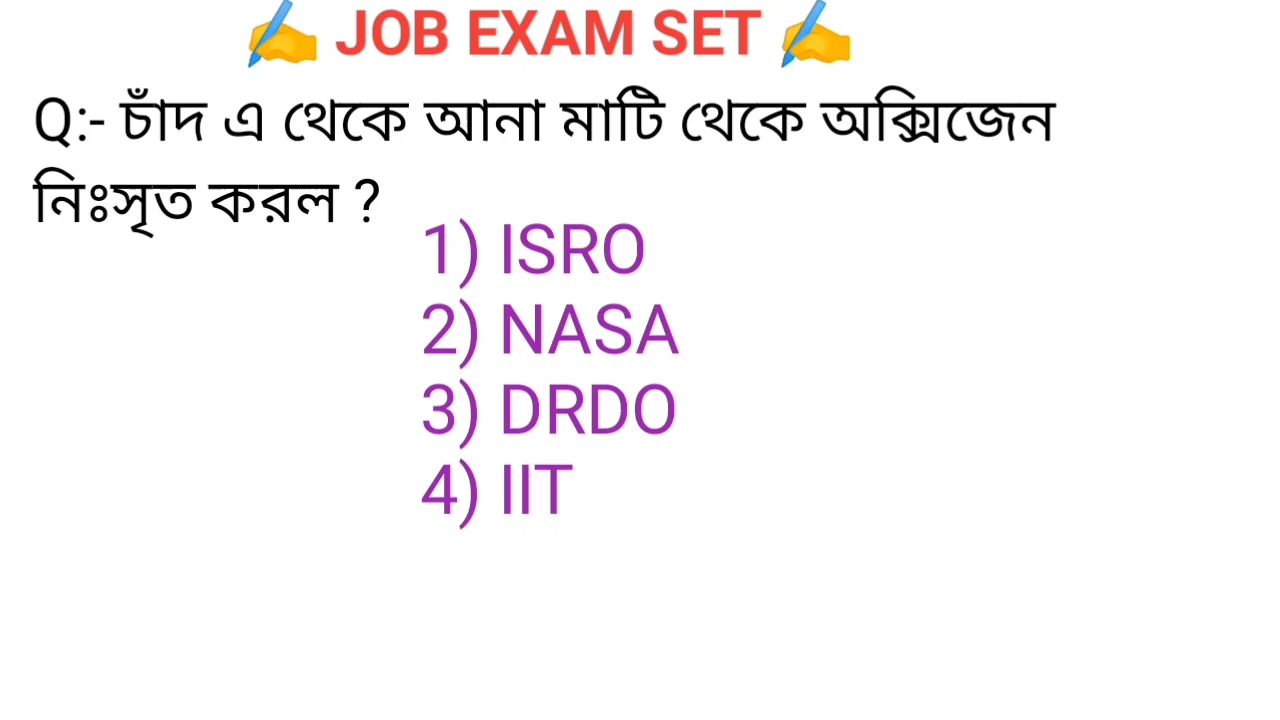 ✍️ JOB EXAM SET ✍️
Q:- চাঁদ এ থেকে আনা মাটি থেকে অক্সিজেন
নিঃসৃত করল ?
1) ISRO
2) NASA
3) DRDO
4) IIT